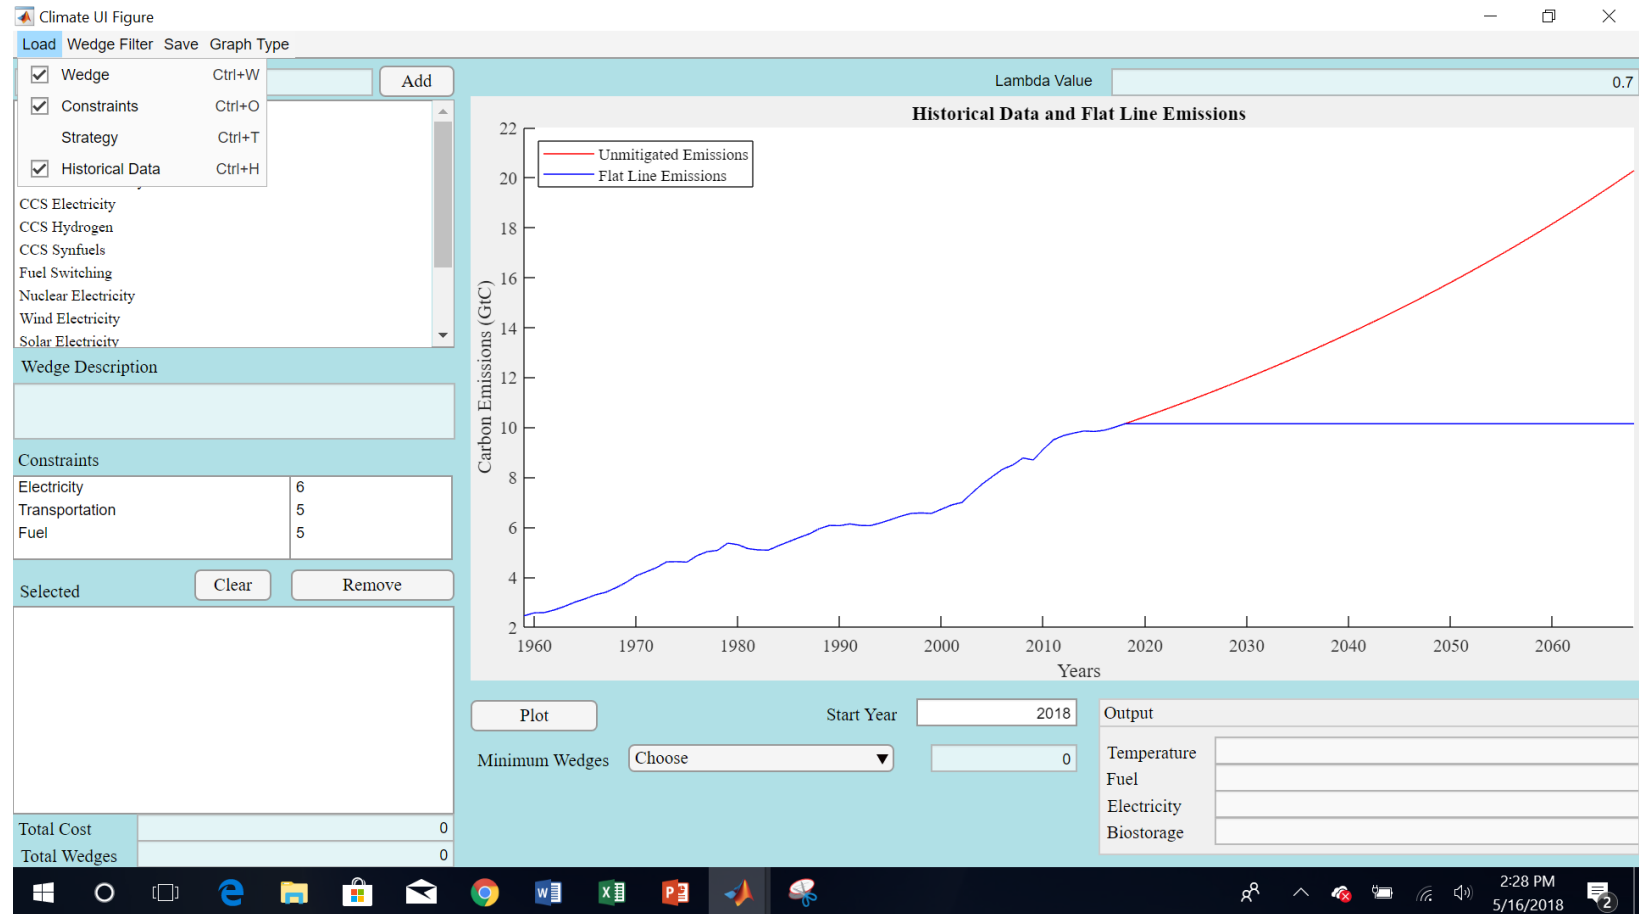 Climate UI Figure
Load Wedge Filter Save Graph Type
Wedge Ctrl+W
Constraints Ctrl+O
Strategy Ctrl+T
Historical Data Ctrl+H
Add
CCS Electricity
CCS Hydrogen
CCS Synfuels
Fuel Switching
Nuclear Electricity
Wind Electricity
Solar Electricity
Wedge Description
Constraints
Electricity 6
Transportation 5
Fuel 5
Selected Clear Remove
Total Cost 0
Total Wedges 0
Lambda Value 0.7
Historical Data and Flat Line Emissions
Unmitigated Emissions
Flat Line Emissions
Carbon Emissions (GtC)
22
20
18
16
14
12
10
8
6
4
2
1960 1970 1980 1990 2000 2010 2020 2030 2040 2050 2060
Years
Plot
Start Year 2018
Minimum Wedges Choose 0
Output
Temperature
Fuel
Electricity
Biostorage
2:28 PM
5/16/2018
2